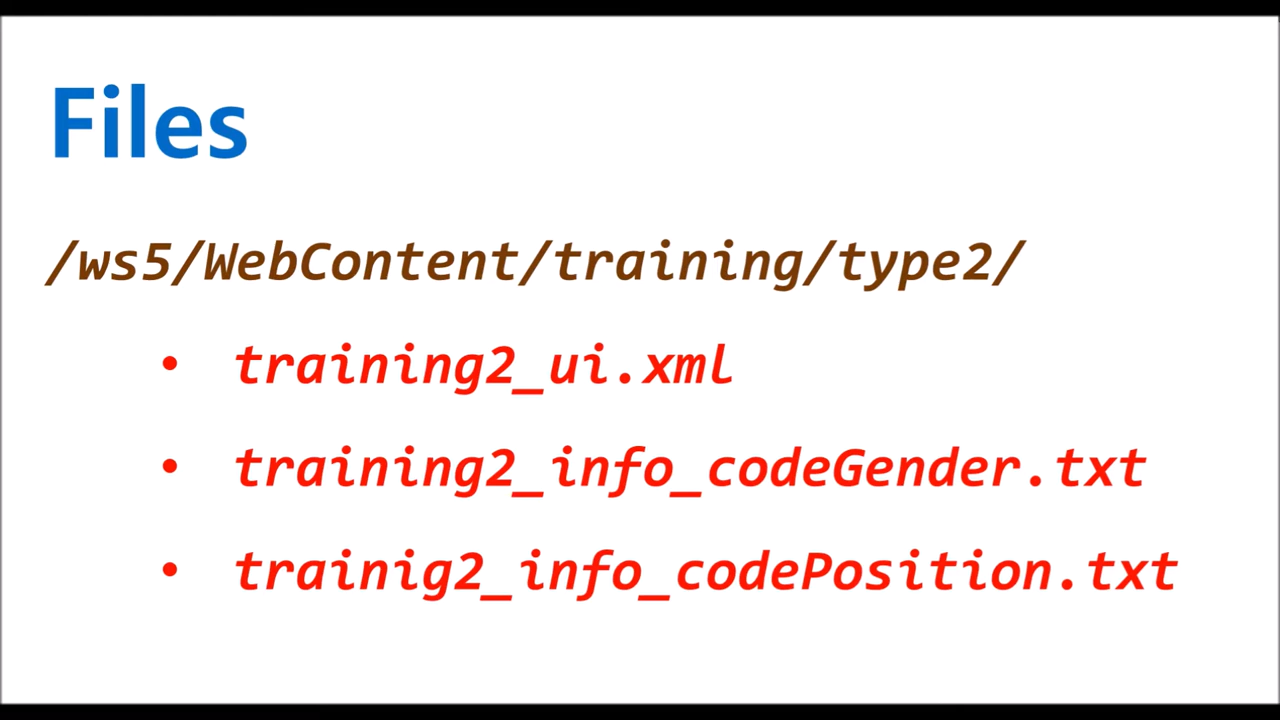 Files
/ws5/WebContent/training/type2/
• training2_ui.xml
• training2_info_codeGender.txt
• trainig2_info_codePosition.txt